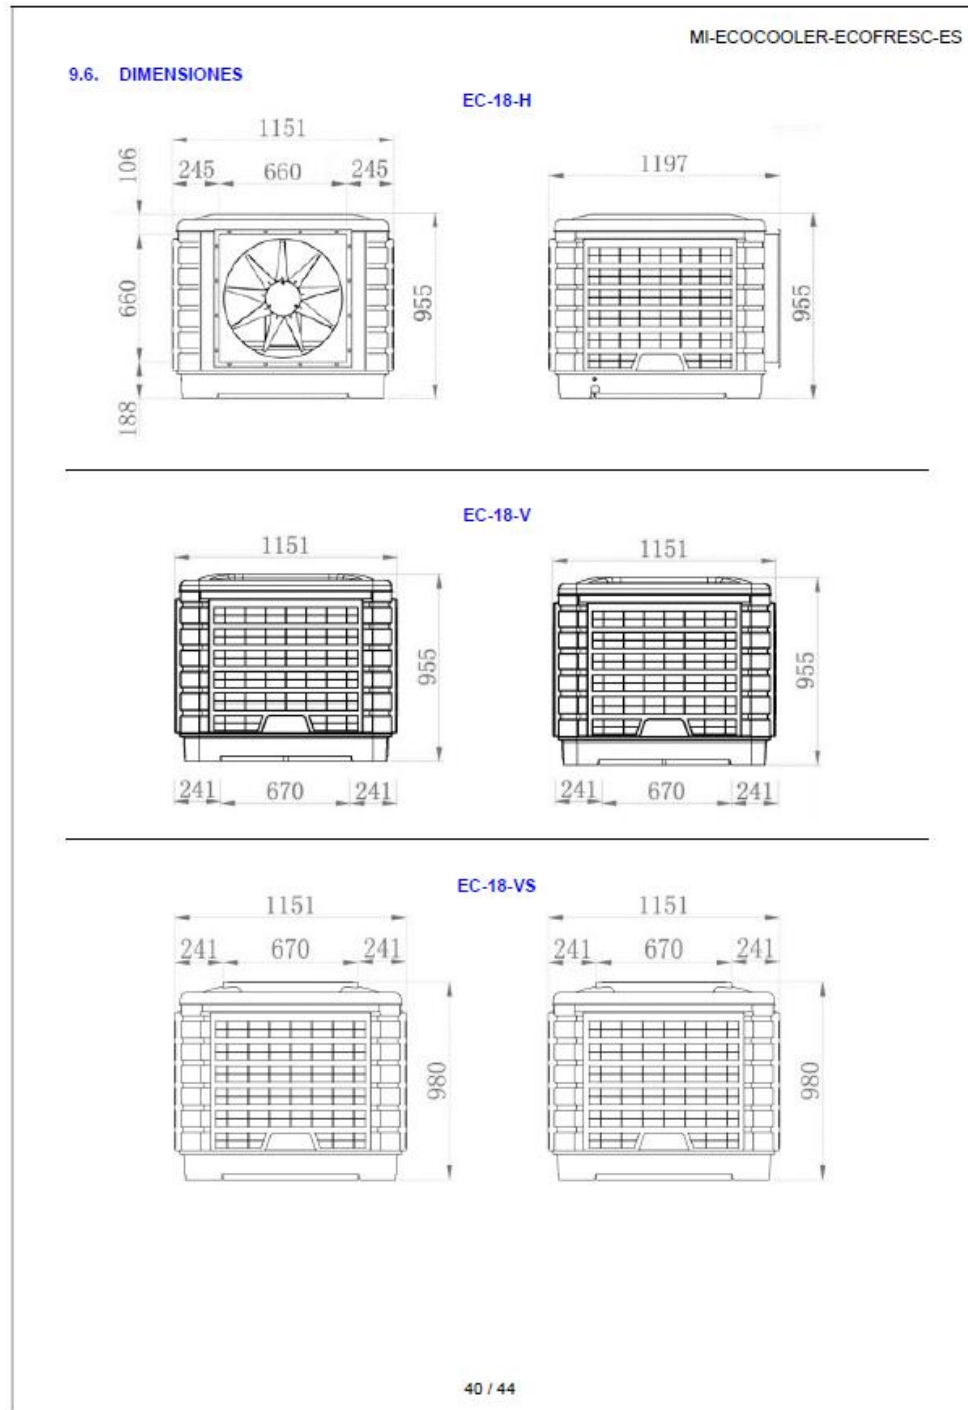 MI-ECOCOOLER-ECOFRESC-ES
9.6. DIMENSIONES
EC-18-H
1151
245 660 245
106
660
188
955
1197
955
EC-18-V
1151
955
241 670 241
1151
955
241 670 241
EC-18-VS
1151
241 670 241
980
1151
241 670 241
980
40 / 44